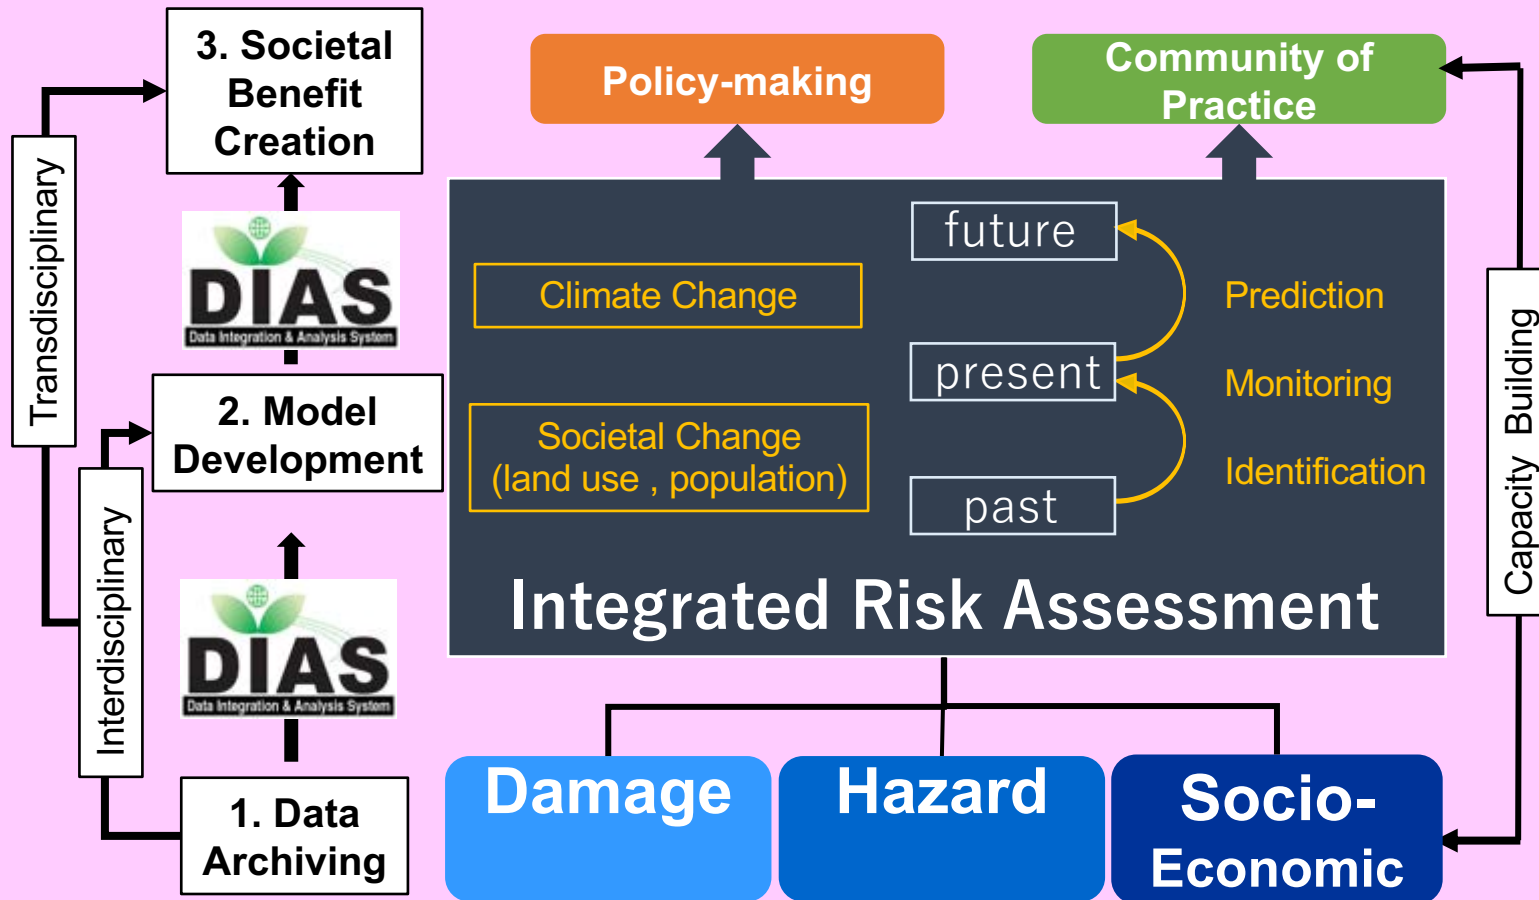 3. Societal
Benefit
Creation
Transdisciplinary
DIAS
Data Integration & Analysis System
2. Model
Development
Interdisciplinary
DIAS
Data Integration & Analysis System
1. Data
Archiving
Policy-making
Community of
Practice
Climate Change
Societal Change
(land use , population)
future
present
past
Prediction
Monitoring
Identification
Integrated Risk Assessment
Damage
Hazard
Socio-
Economic
Capacity Building